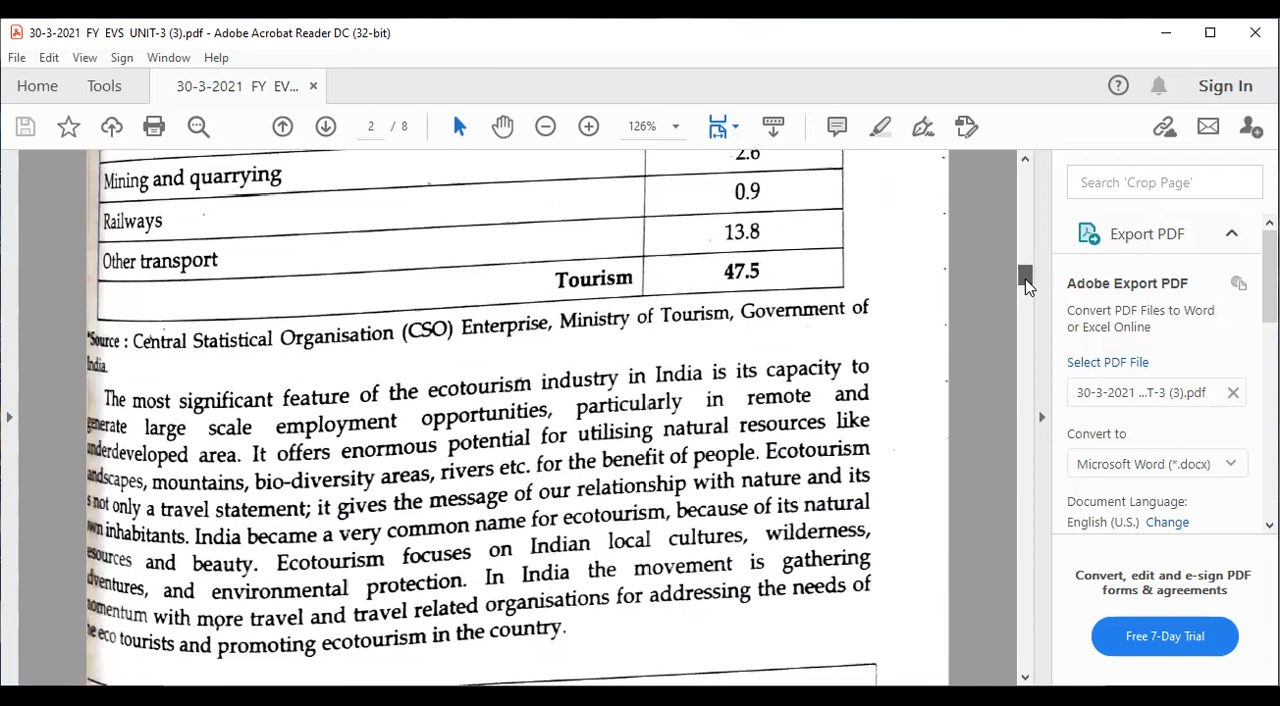 30-3-2021 FY EVS UNIT-3 (3).pdf - Adobe Acrobat Reader DC (32-bit)
File Edit View Sign Window Help
Home Tools 30-3-2021 FY EV... Sign In
2 / 8 126%
2.6
Mining and quarrying 0.9
Railways 13.8
Other transport 47.5
Tourism
*Source : Central Statistical Organisation (CSO) Enterprise, Ministry of Tourism, Government of
India.
The most significant feature of the ecotourism industry in India is its capacity to
generate large scale employment opportunities, particularly in remote and
underdeveloped area. It offers enormous potential for utilising natural resources like
landscapes, mountains, bio-diversity areas, rivers etc. for the benefit of people. Ecotourism
is not only a travel statement; it gives the message of our relationship with nature and its
own inhabitants. India became a very common name for ecotourism, because of its natural
resources and beauty. Ecotourism focuses on Indian local cultures, wilderness,
adventures, and environmental protection. In India the movement is gathering
momentum with more travel and travel related organisations for addressing the needs of
the eco tourists and promoting ecotourism in the country.
Search 'Crop Page'
Export PDF
Adobe Export PDF
Convert PDF Files to Word
or Excel Online
Select PDF File
30-3-2021 ...T-3 (3).pdf
Convert to
Microsoft Word (*.docx)
Document Language:
English (U.S.) Change
Convert, edit and e-sign PDF
forms & agreements
Free 7-Day Trial